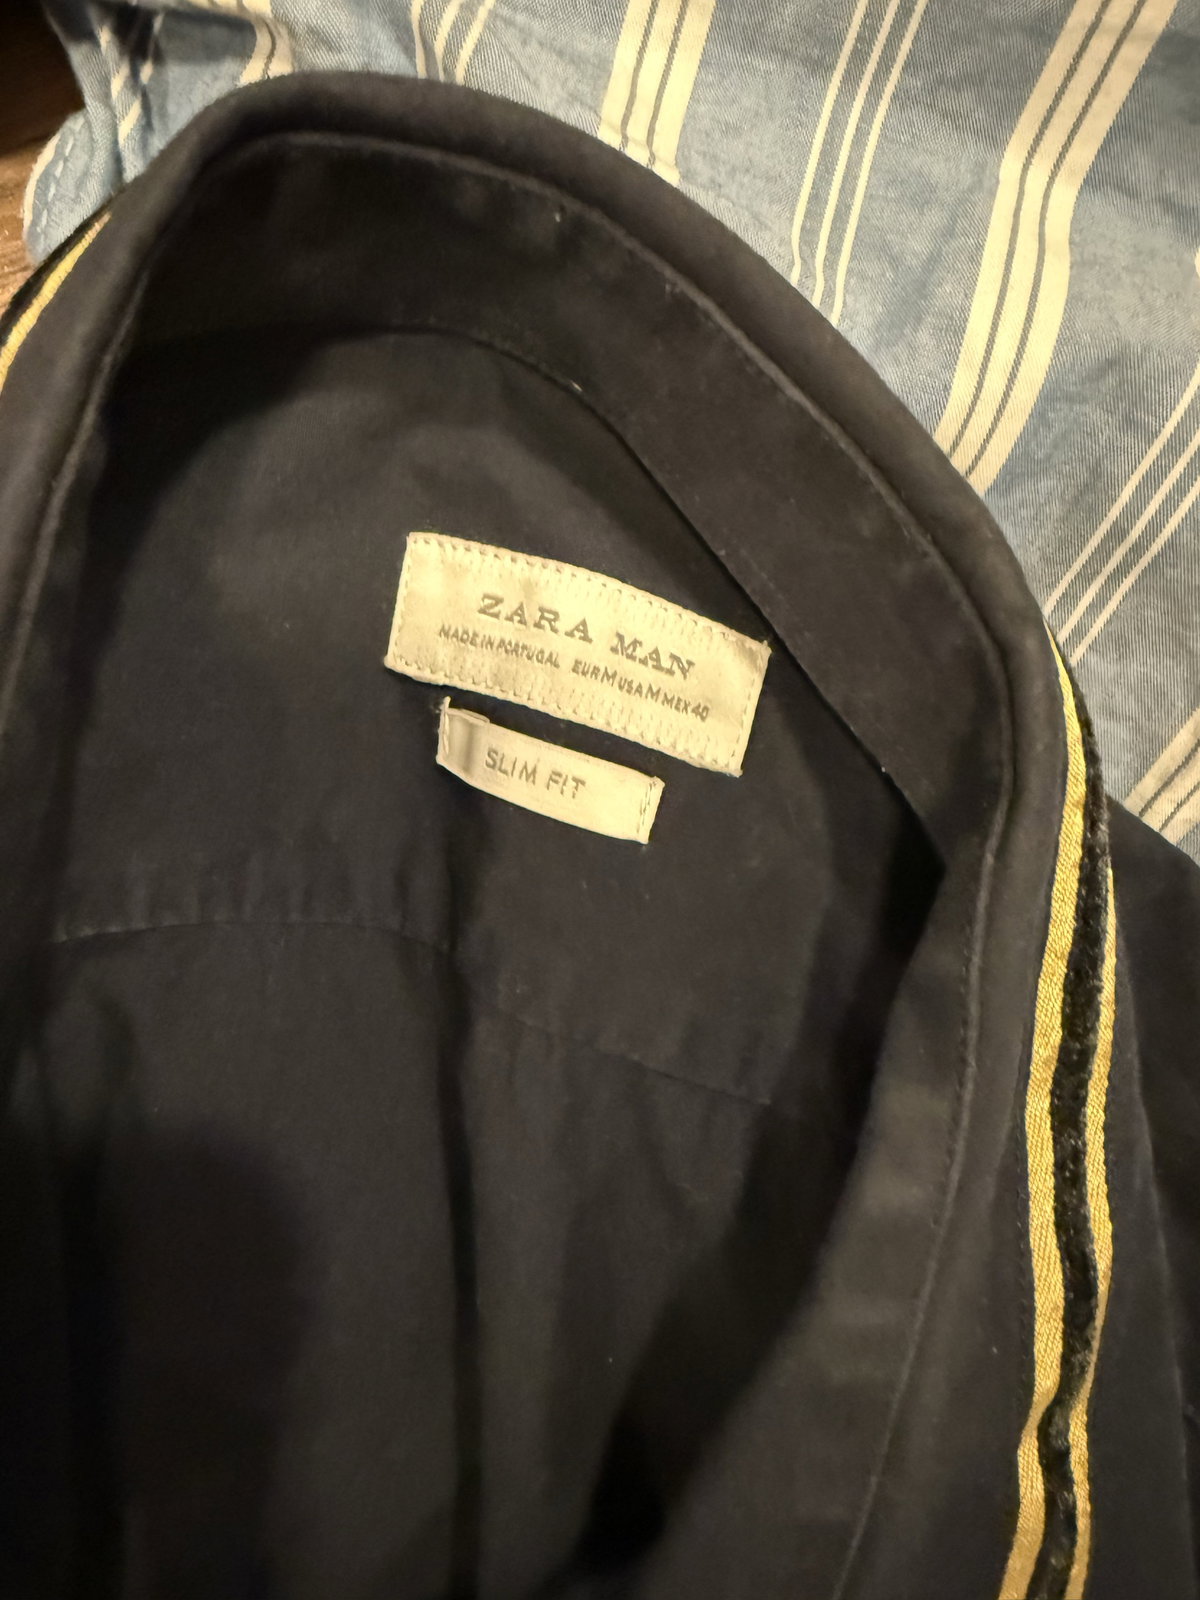 ZARA MAN
MADE IN PORTUGAL EUR M USA M MEX 40
SLIM FIT